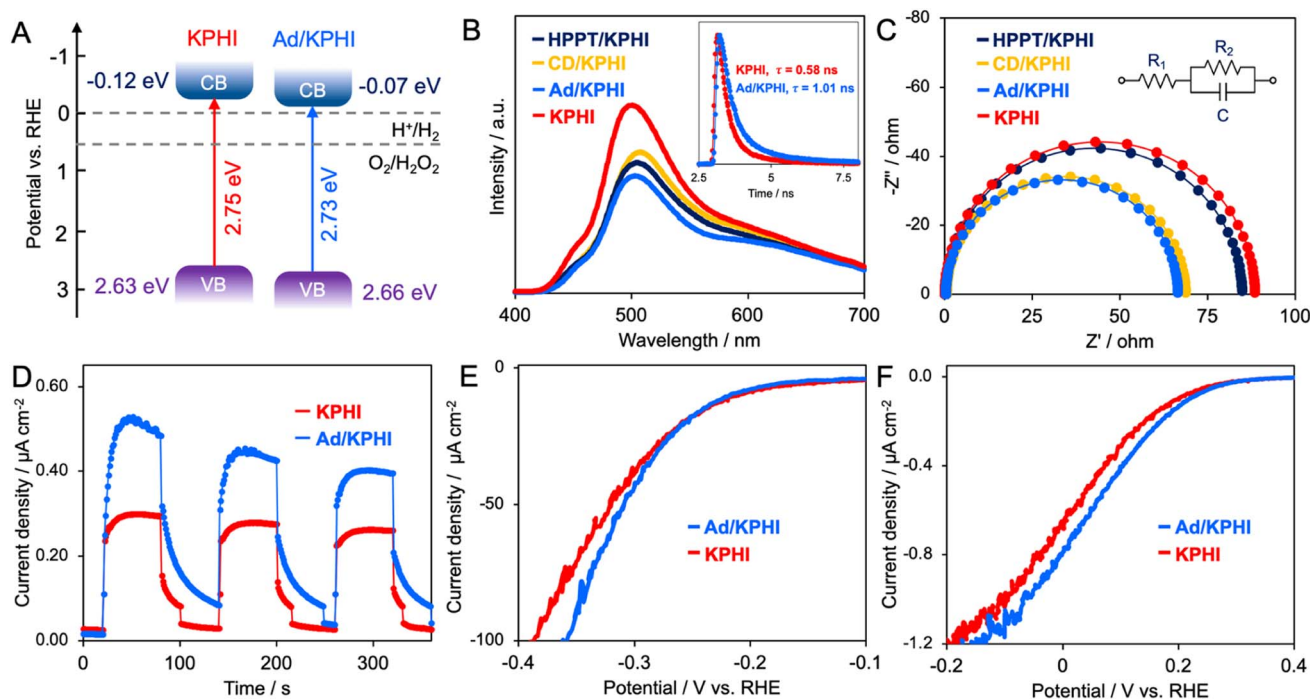 A
KPHI
Ad/KPHI
-1
-0.12 eV
CB
CB
-0.07 eV
0
H⁺/H₂
1
O₂/H₂O₂
Potential vs. RHE
2.75 eV
2.73 eV
2
2.63 eV
VB
VB
2.66 eV
3
B
HPPT/KPHI
CD/KPHI
Ad/KPHI
KPHI
KPHI, τ = 0.58 ns
Ad/KPHI, τ = 1.01 ns
2.5
5
7.5
Time / ns
Intensity / a.u.
400
500
600
700
Wavelength / nm
C
-80
HPPT/KPHI
CD/KPHI
Ad/KPHI
KPHI
R₁
R₂
C
-60
-40
-20
0
-Z'' / ohm
0
25
50
75
100
Z' / ohm
D
0.60
KPHI
Ad/KPHI
0.40
0.20
0.00
Current density / µA cm⁻²
0
100
200
300
Time / s
E
0
-50
-100
Current density / µA cm⁻²
Ad/KPHI
KPHI
-0.4
-0.3
-0.2
-0.1
Potential / V vs. RHE
F
0.0
-0.4
-0.8
-1.2
Current density / µA cm⁻²
Ad/KPHI
KPHI
-0.2
0
0.2
0.4
Potential / V vs. RHE